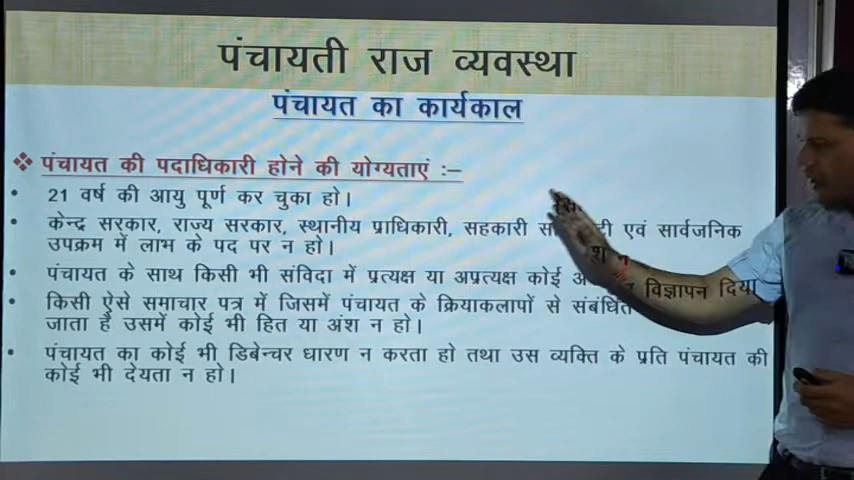 पंचायती राज व्यवस्था
पंचायत का कार्यकाल
❖ पंचायत की पदाधिकारी होने की योग्यताएं :–
• 21 वर्ष की आयु पूर्ण कर चुका हो।
• केन्द्र सरकार, राज्य सरकार, स्थानीय प्राधिकारी, सहकारी एवं सार्वजनिक
उपक्रम में लाभ के पद पर न हो।
• पंचायत के साथ किसी भी संविदा में प्रत्यक्ष या अप्रत्यक्ष कोई
• किसी ऐसे समाचार पत्र में जिसमें पंचायत के क्रियाकलापों से संबंधित विज्ञापन दिया
जाता है उसमें कोई भी हित या अंश न हो।
• पंचायत का कोई भी डिबेन्चर धारण न करता हो तथा उस व्यक्ति के प्रति पंचायत की
कोई भी देयता न हो।